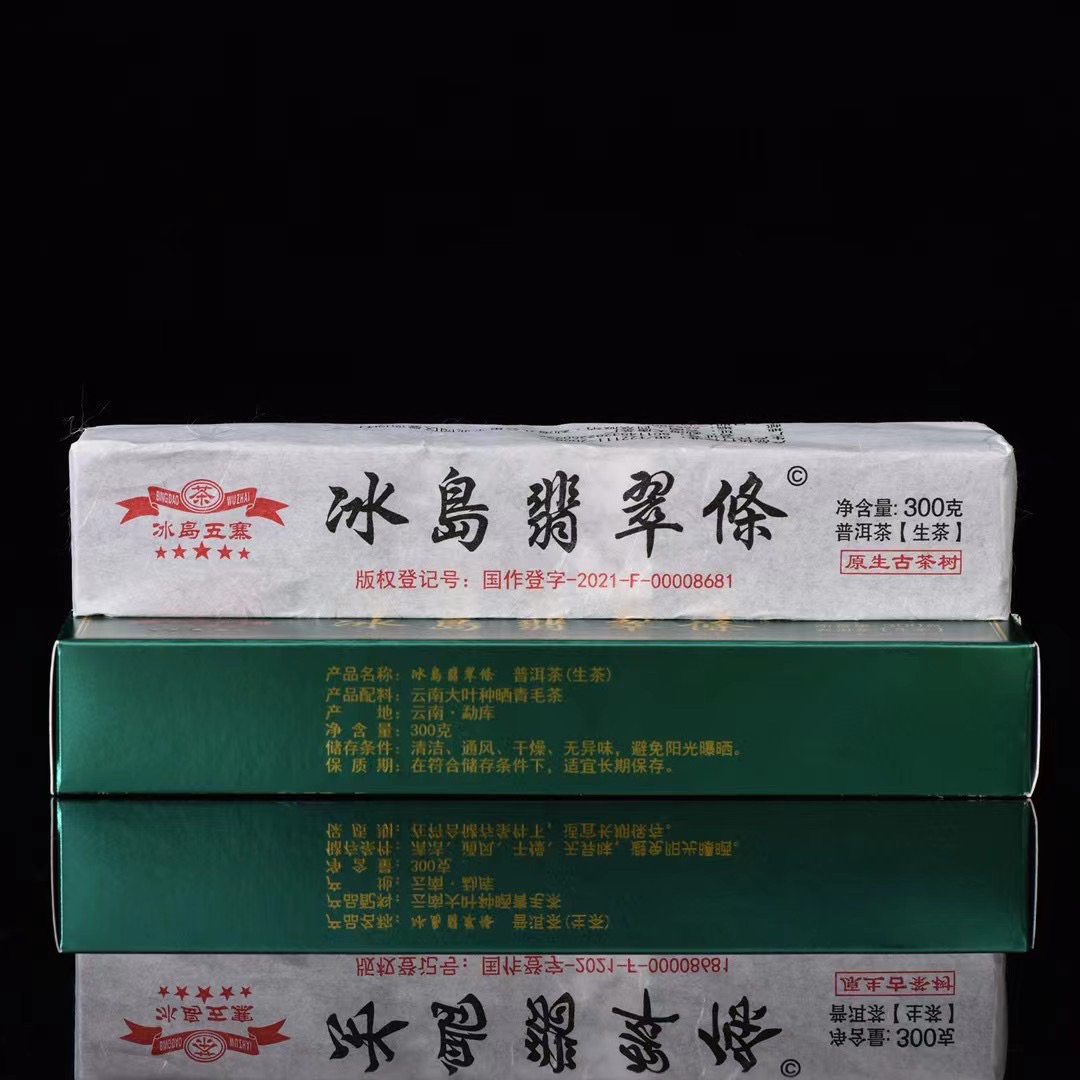 BINGDAO 茶 WUZHAI
冰岛五寨
冰島翡翠條©
版权登记号：国作登字-2021-F-00008681
净含量: 300克
普洱茶【生茶】
原生古茶树
产品名称：冰島翡翠條 普洱茶(生茶)
产品配料：云南大叶种晒青毛茶
产 地：云南·勐库
净 含 量：300克
储存条件：清洁、通风、干燥、无异味，避免阳光曝晒。
保 质 期：在符合储存条件下，适宜长期保存。